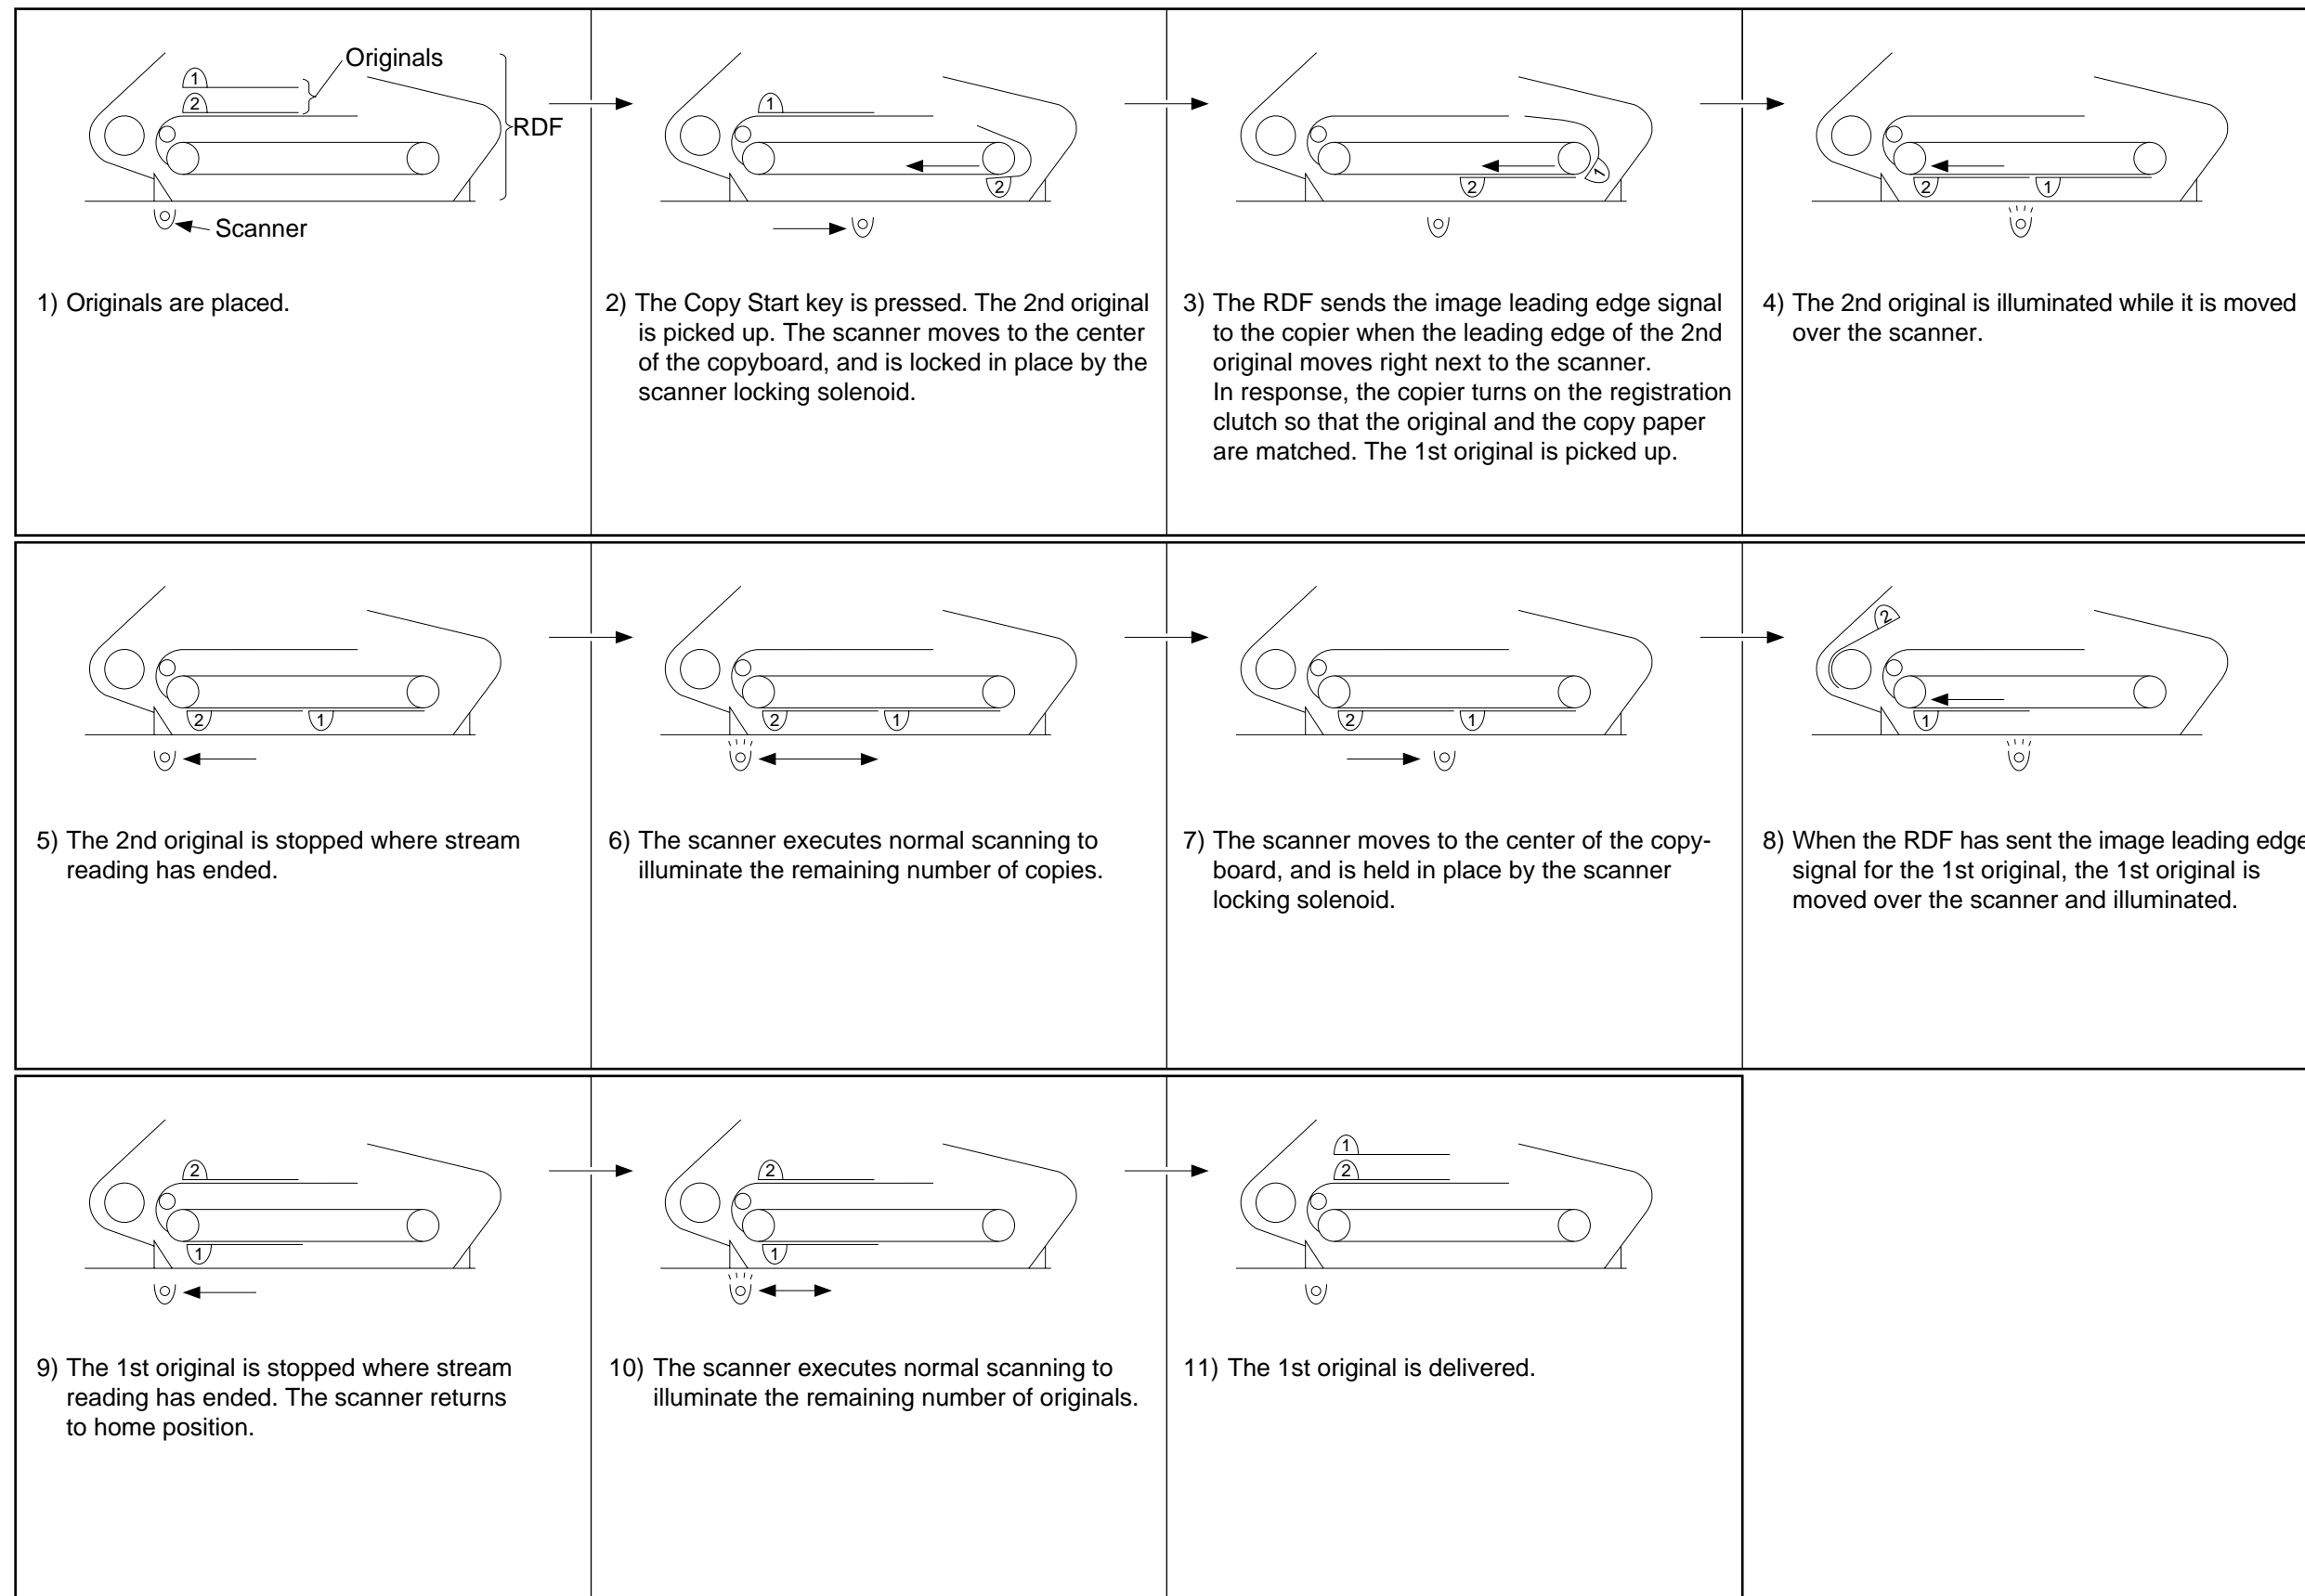 Originals
1
2
RDF
Scanner
1) Originals are placed.
1
2
2) The Copy Start key is pressed. The 2nd original
is picked up. The scanner moves to the center
of the copyboard, and is locked in place by the
scanner locking solenoid.
2
1
3) The RDF sends the image leading edge signal
to the copier when the leading edge of the 2nd
original moves right next to the scanner.
In response, the copier turns on the registration
clutch so that the original and the copy paper
are matched. The 1st original is picked up.
2
1
4) The 2nd original is illuminated while it is moved
over the scanner.
2
1
5) The 2nd original is stopped where stream
reading has ended.
2
1
6) The scanner executes normal scanning to
illuminate the remaining number of copies.
2
1
7) The scanner moves to the center of the copy-
board, and is held in place by the scanner
locking solenoid.
2
1
8) When the RDF has sent the image leading edge
signal for the 1st original, the 1st original is
moved over the scanner and illuminated.
2
1
9) The 1st original is stopped where stream
reading has ended. The scanner returns
to home position.
2
1
10) The scanner executes normal scanning to
illuminate the remaining number of originals.
1
2
11) The 1st original is delivered.